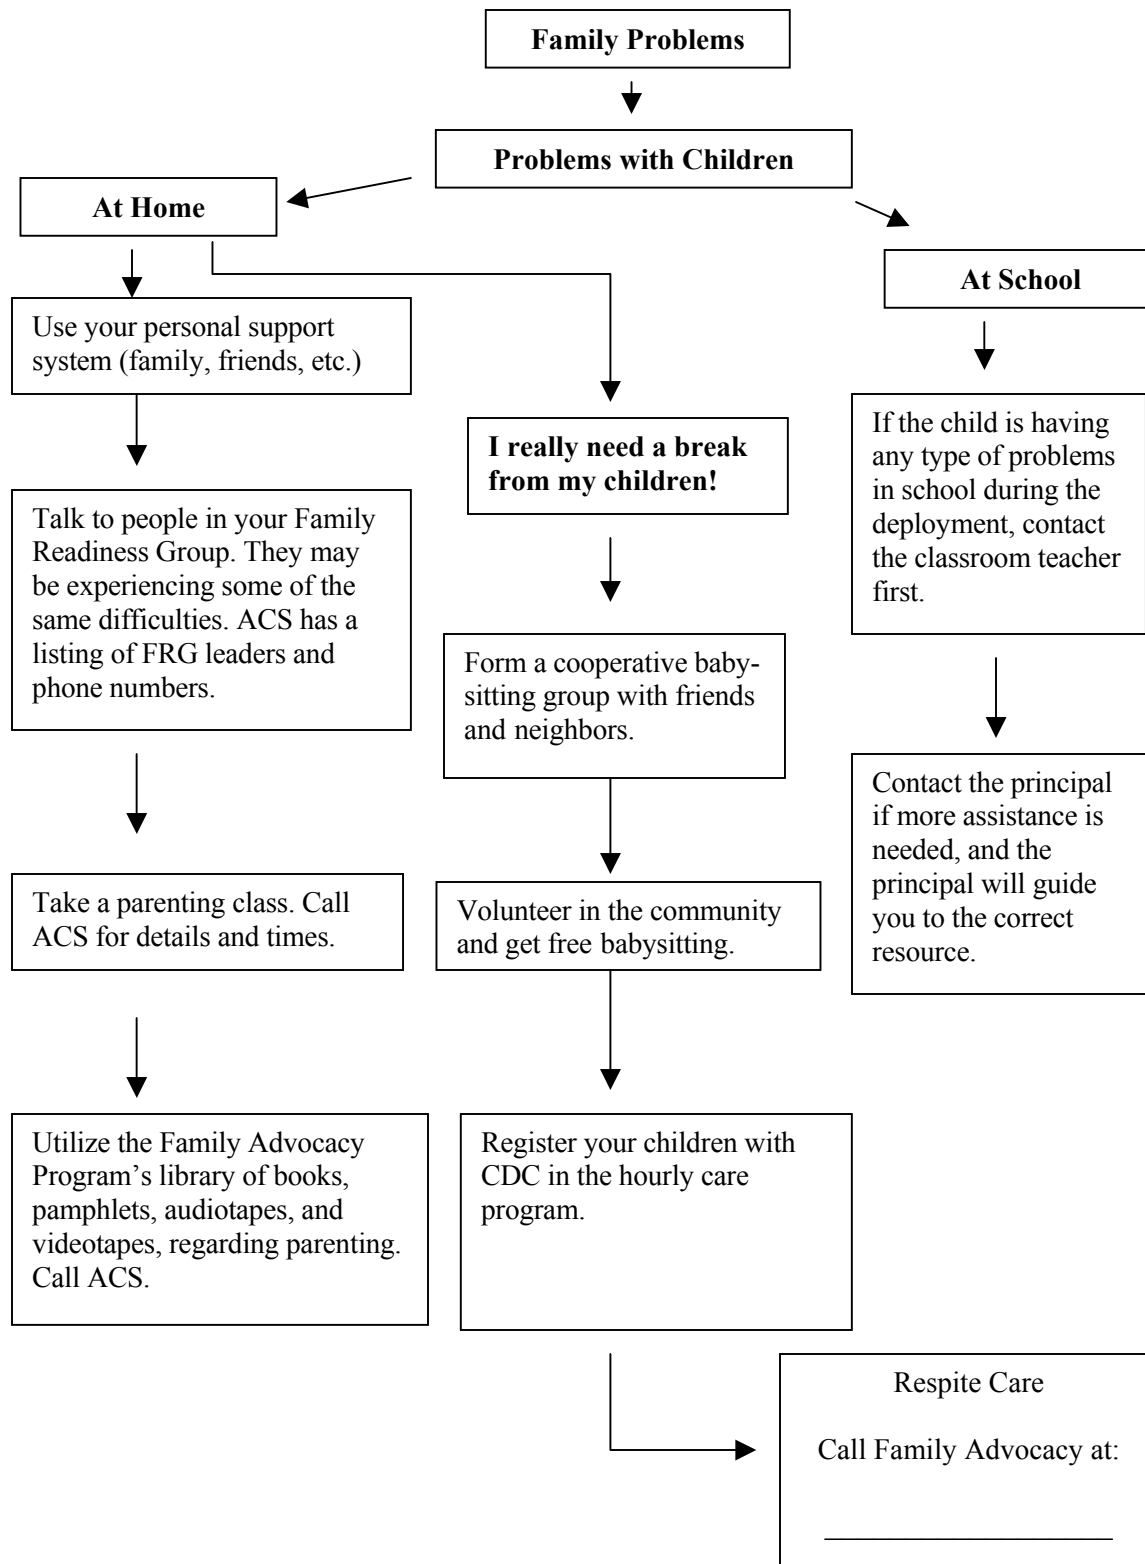 Family Problems
Problems with Children
At Home
At School
Use your personal support
system (family, friends, etc.)
Talk to people in your Family
Readiness Group. They may
be experiencing some of the
same difficulties. ACS has a
listing of FRG leaders and
phone numbers.
Take a parenting class. Call
ACS for details and times.
Utilize the Family Advocacy
Program’s library of books,
pamphlets, audiotapes, and
videotapes, regarding parenting.
Call ACS.
I really need a break
from my children!
Form a cooperative baby-
sitting group with friends
and neighbors.
Volunteer in the community
and get free babysitting.
Register your children with
CDC in the hourly care
program.
If the child is having
any type of problems
in school during the
deployment, contact
the classroom teacher
first.
Contact the principal
if more assistance is
needed, and the
principal will guide
you to the correct
resource.
Respite Care
Call Family Advocacy at: